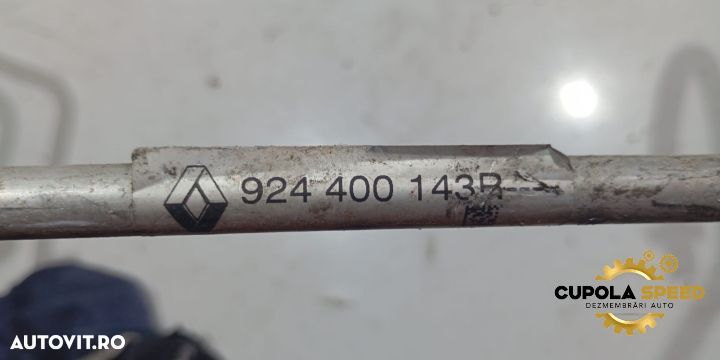 924 400 143R
CUPOLA SPEED
DEZMEMBRĂRI AUTO
AUTOVIT.RO